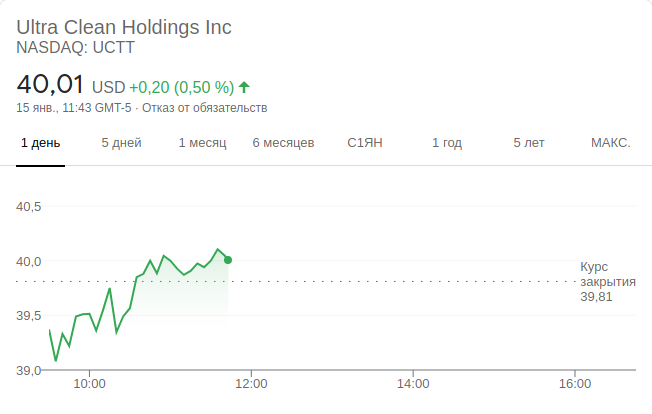 Ultra Clean Holdings Inc
NASDAQ: UCTT
40,01 USD +0,20 (0,50 %)
15 янв., 11:43 GMT-5 · Отказ от обязательств
1 день 5 дней 1 месяц 6 месяцев С1ЯН 1 год 5 лет МАКС.
40,5
40,0
Курс
закрытия
39,81
39,5
39,0
10:00 12:00 14:00 16:00